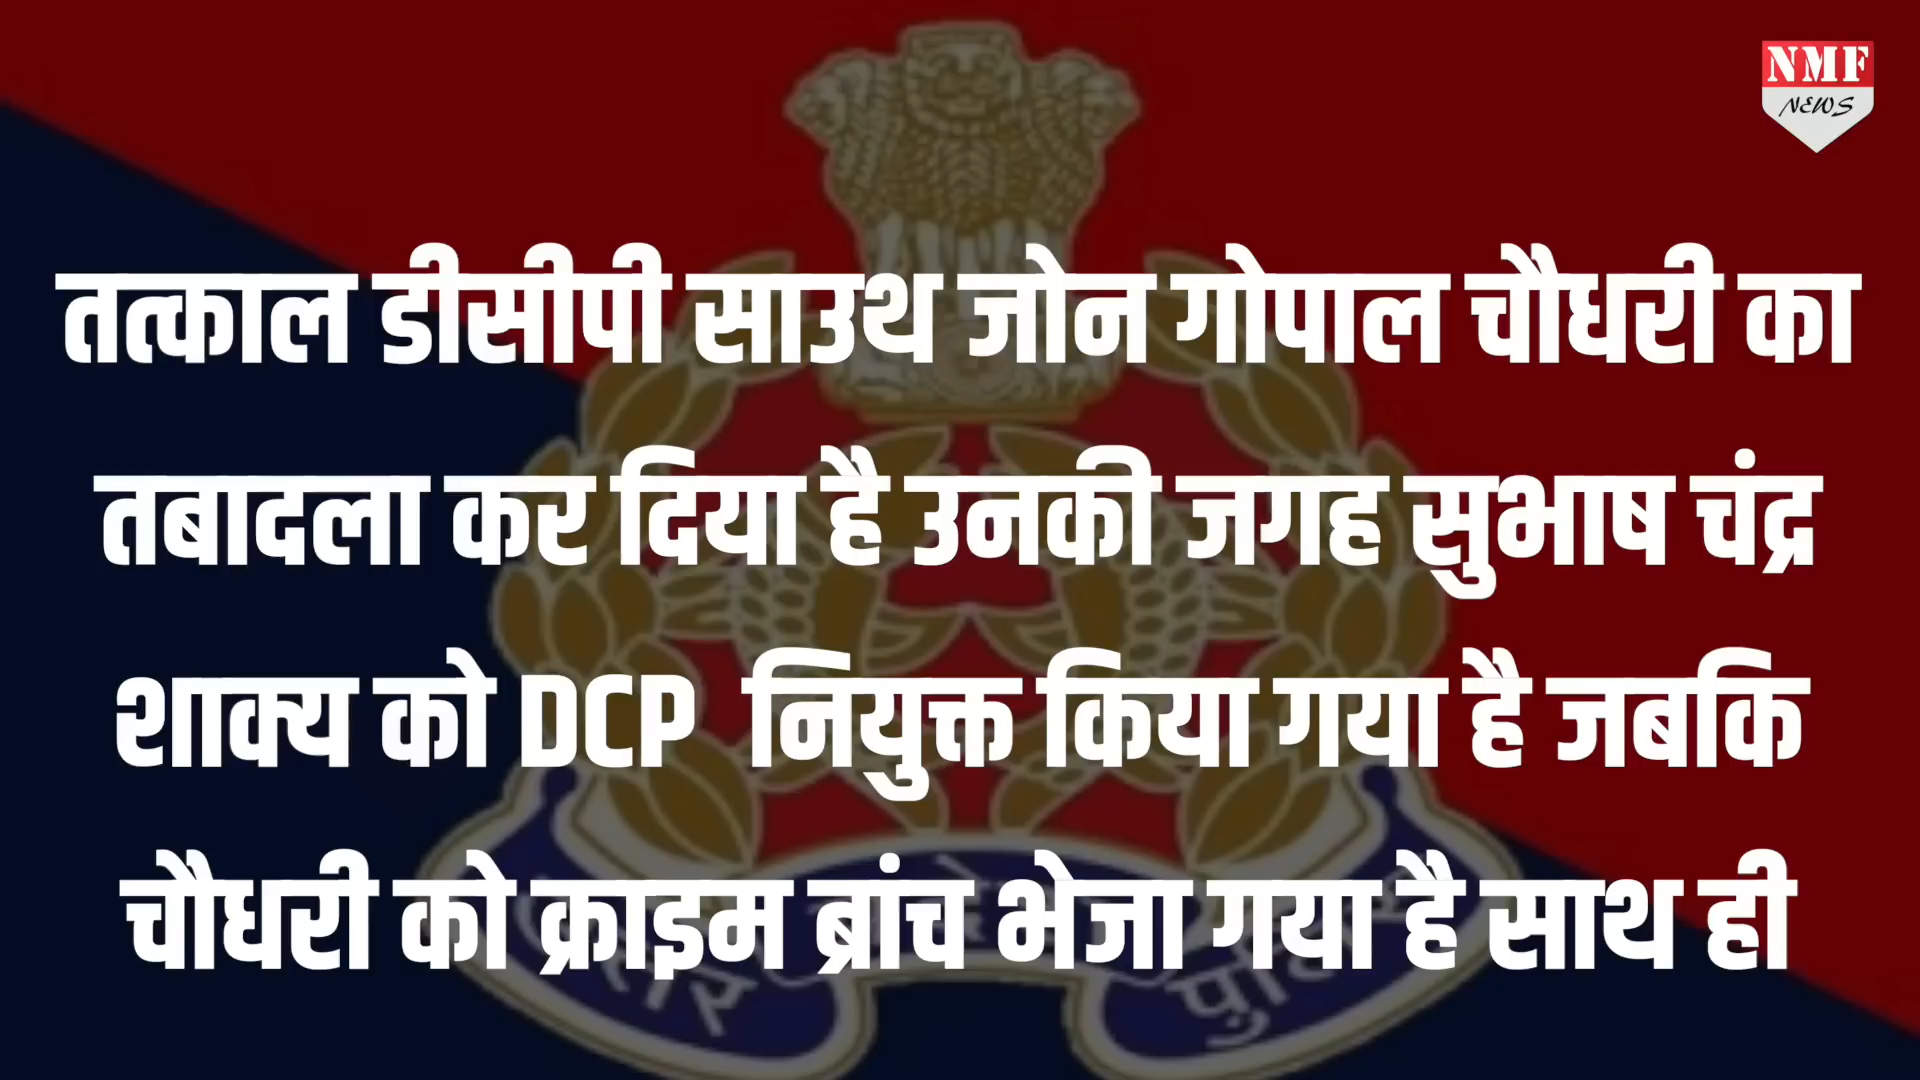 NMF
NEWS
तत्काल डीसीपी साउथ जोन गोपाल चौधरी का
तबादला कर दिया है उनकी जगह सुभाष चंद्र
शाक्य को DCP नियुक्त किया गया है जबकि
चौधरी को क्राइम ब्रांच भेजा गया है साथ ही